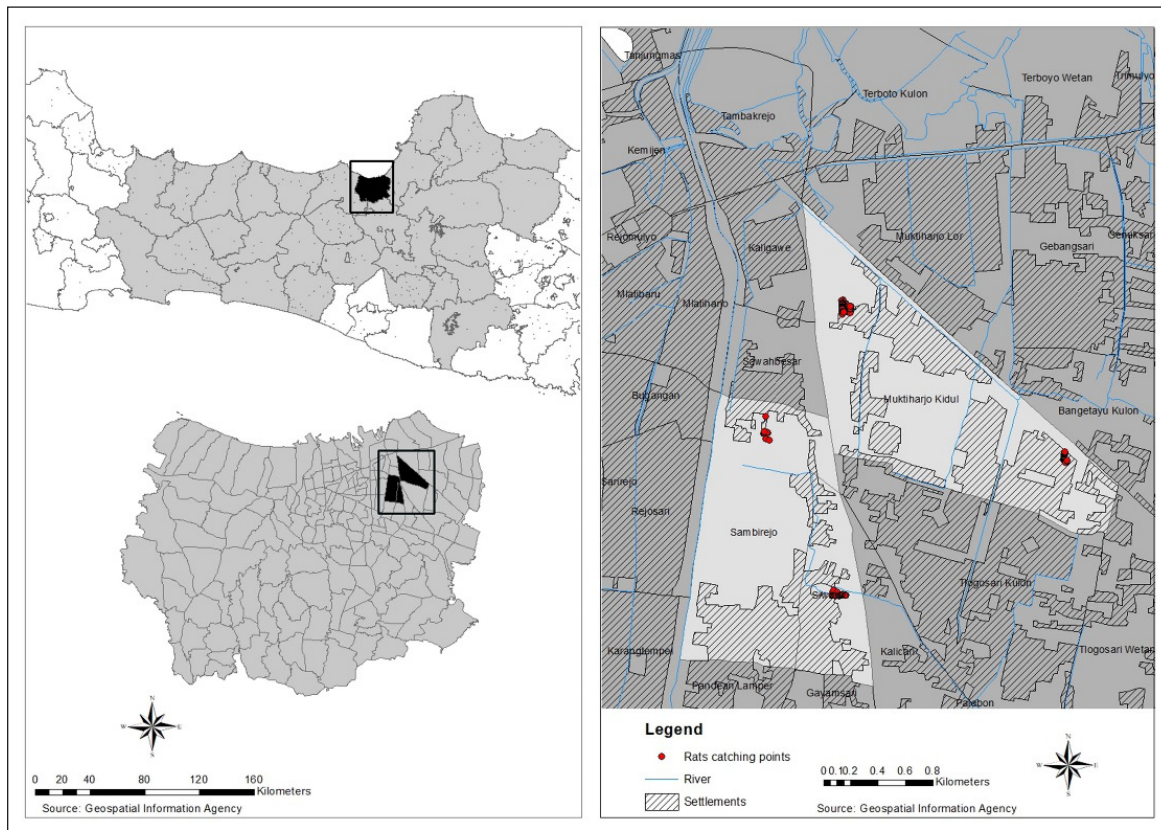 N
W E
S
0 20 40 80 120 160
Kilometers
Source: Geospatial Information Agency
Tanjungmas
Terboyo Wetan
Trimulyo
Terboto Kulon
Tambakrejo
Kemijen
Rejomulyo
Kaligawe
Muktiharjo Lor
Gebangsari
Genuksari
Mlatibaru
Mlatiharjo
Sawahbesar
Bugangan
Muktiharjo Kidul
Bangetayu Kulon
Sarirejo
Rejosari
Sambirejo
Tlogosari Kulon
Karangtempel
Kalicari
Tlogosari Wetan
Pandean Lamper
Gayamsari
Palebon
Legend
Rats catching points
River
Settlements
N
W E
S
0 0.1 0.2 0.4 0.6 0.8
Kilometers
Source: Geospatial Information Agency